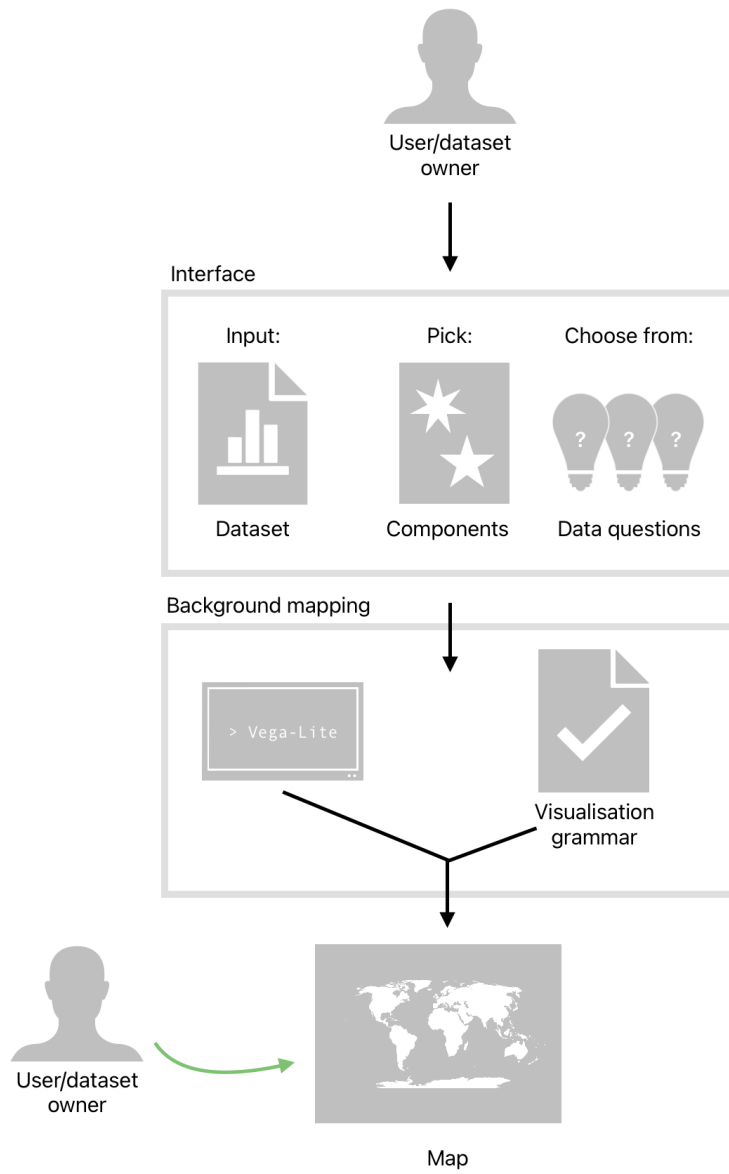 User/dataset
owner
Interface
Input:
Pick:
Choose from:
? ? ?
Dataset
Components
Data questions
Background mapping
> Vega-Lite
Visualisation
grammar
User/dataset
owner
Map